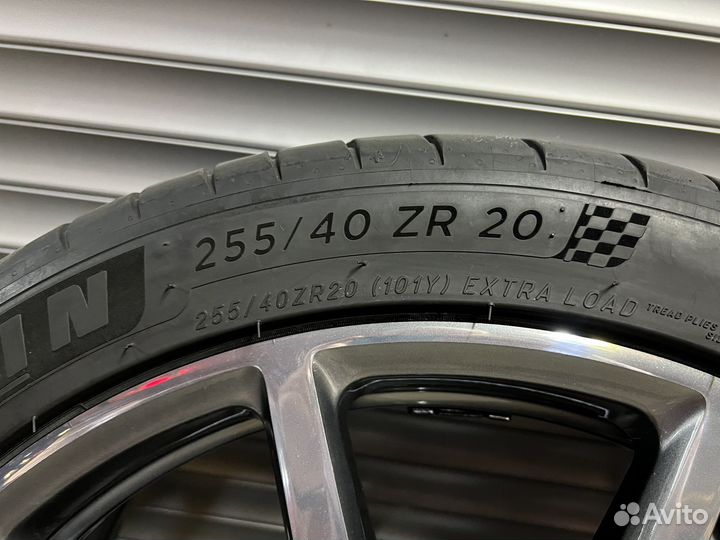 255/40 ZR 20
IN
255/40ZR20 (101Y) EXTRA LOAD
TREAD PLIES
Avito